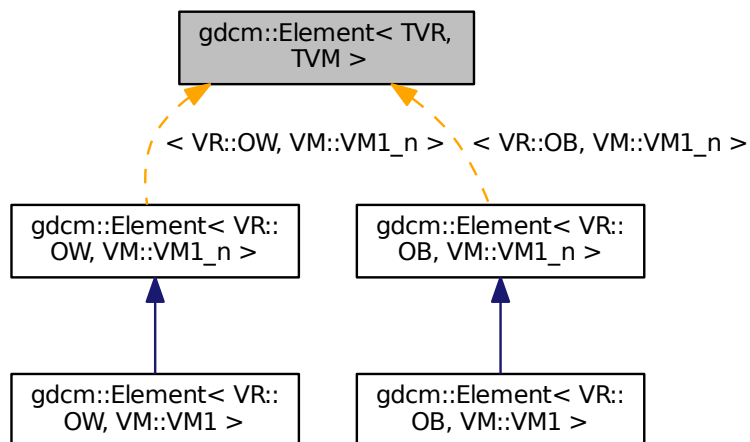 gdcm::Element< TVR,
TVM >
< VR::OW, VM::VM1_n >
< VR::OB, VM::VM1_n >
gdcm::Element< VR::
OW, VM::VM1_n >
gdcm::Element< VR::
OB, VM::VM1_n >
gdcm::Element< VR::
OW, VM::VM1 >
gdcm::Element< VR::
OB, VM::VM1 >